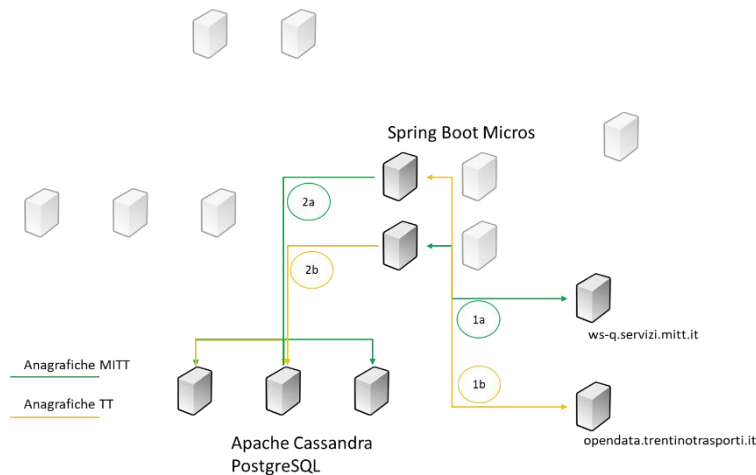 Spring Boot Micros
2a
2b
1a
ws-q.servizi.mitt.it
Anagrafiche MITT
1b
Anagrafiche TT
Apache Cassandra
PostgreSQL
opendata.trentinotrasporti.it